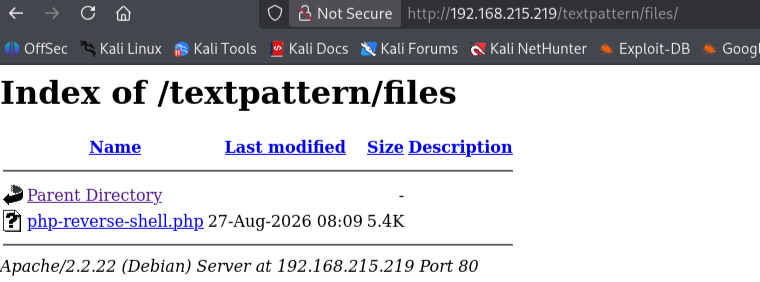 Not Secure http://192.168.215.219/textpattern/files/
OffSec Kali Linux Kali Tools Kali Docs Kali Forums Kali NetHunter Exploit-DB
Index of /textpattern/files
Name Last modified Size Description
Parent Directory -
php-reverse-shell.php 27-Aug-2026 08:09 5.4K
Apache/2.2.22 (Debian) Server at 192.168.215.219 Port 80